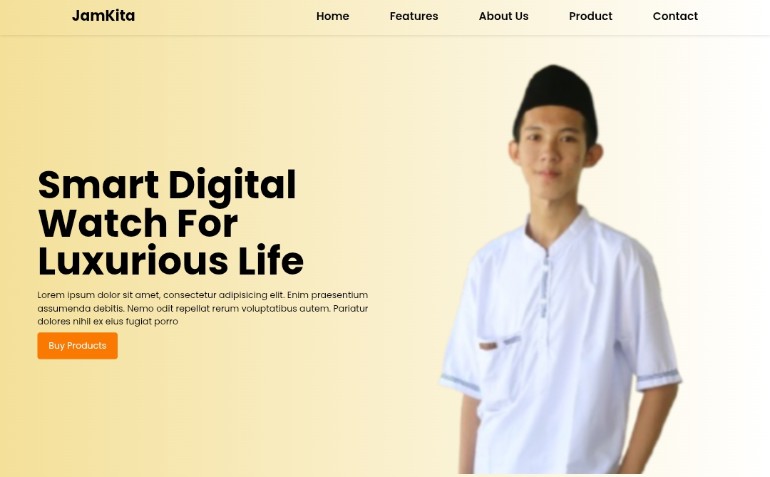 JamKita
Home Features About Us Product Contact
Smart Digital
Watch For
Luxurious Life
Lorem ipsum dolor sit amet, consectetur adipisicing elit. Enim praesentium
assumenda debitis. Nemo odit repellat rerum voluptatibus autem. Pariatur
dolores nihil ex eius fugiat porro
Buy Products